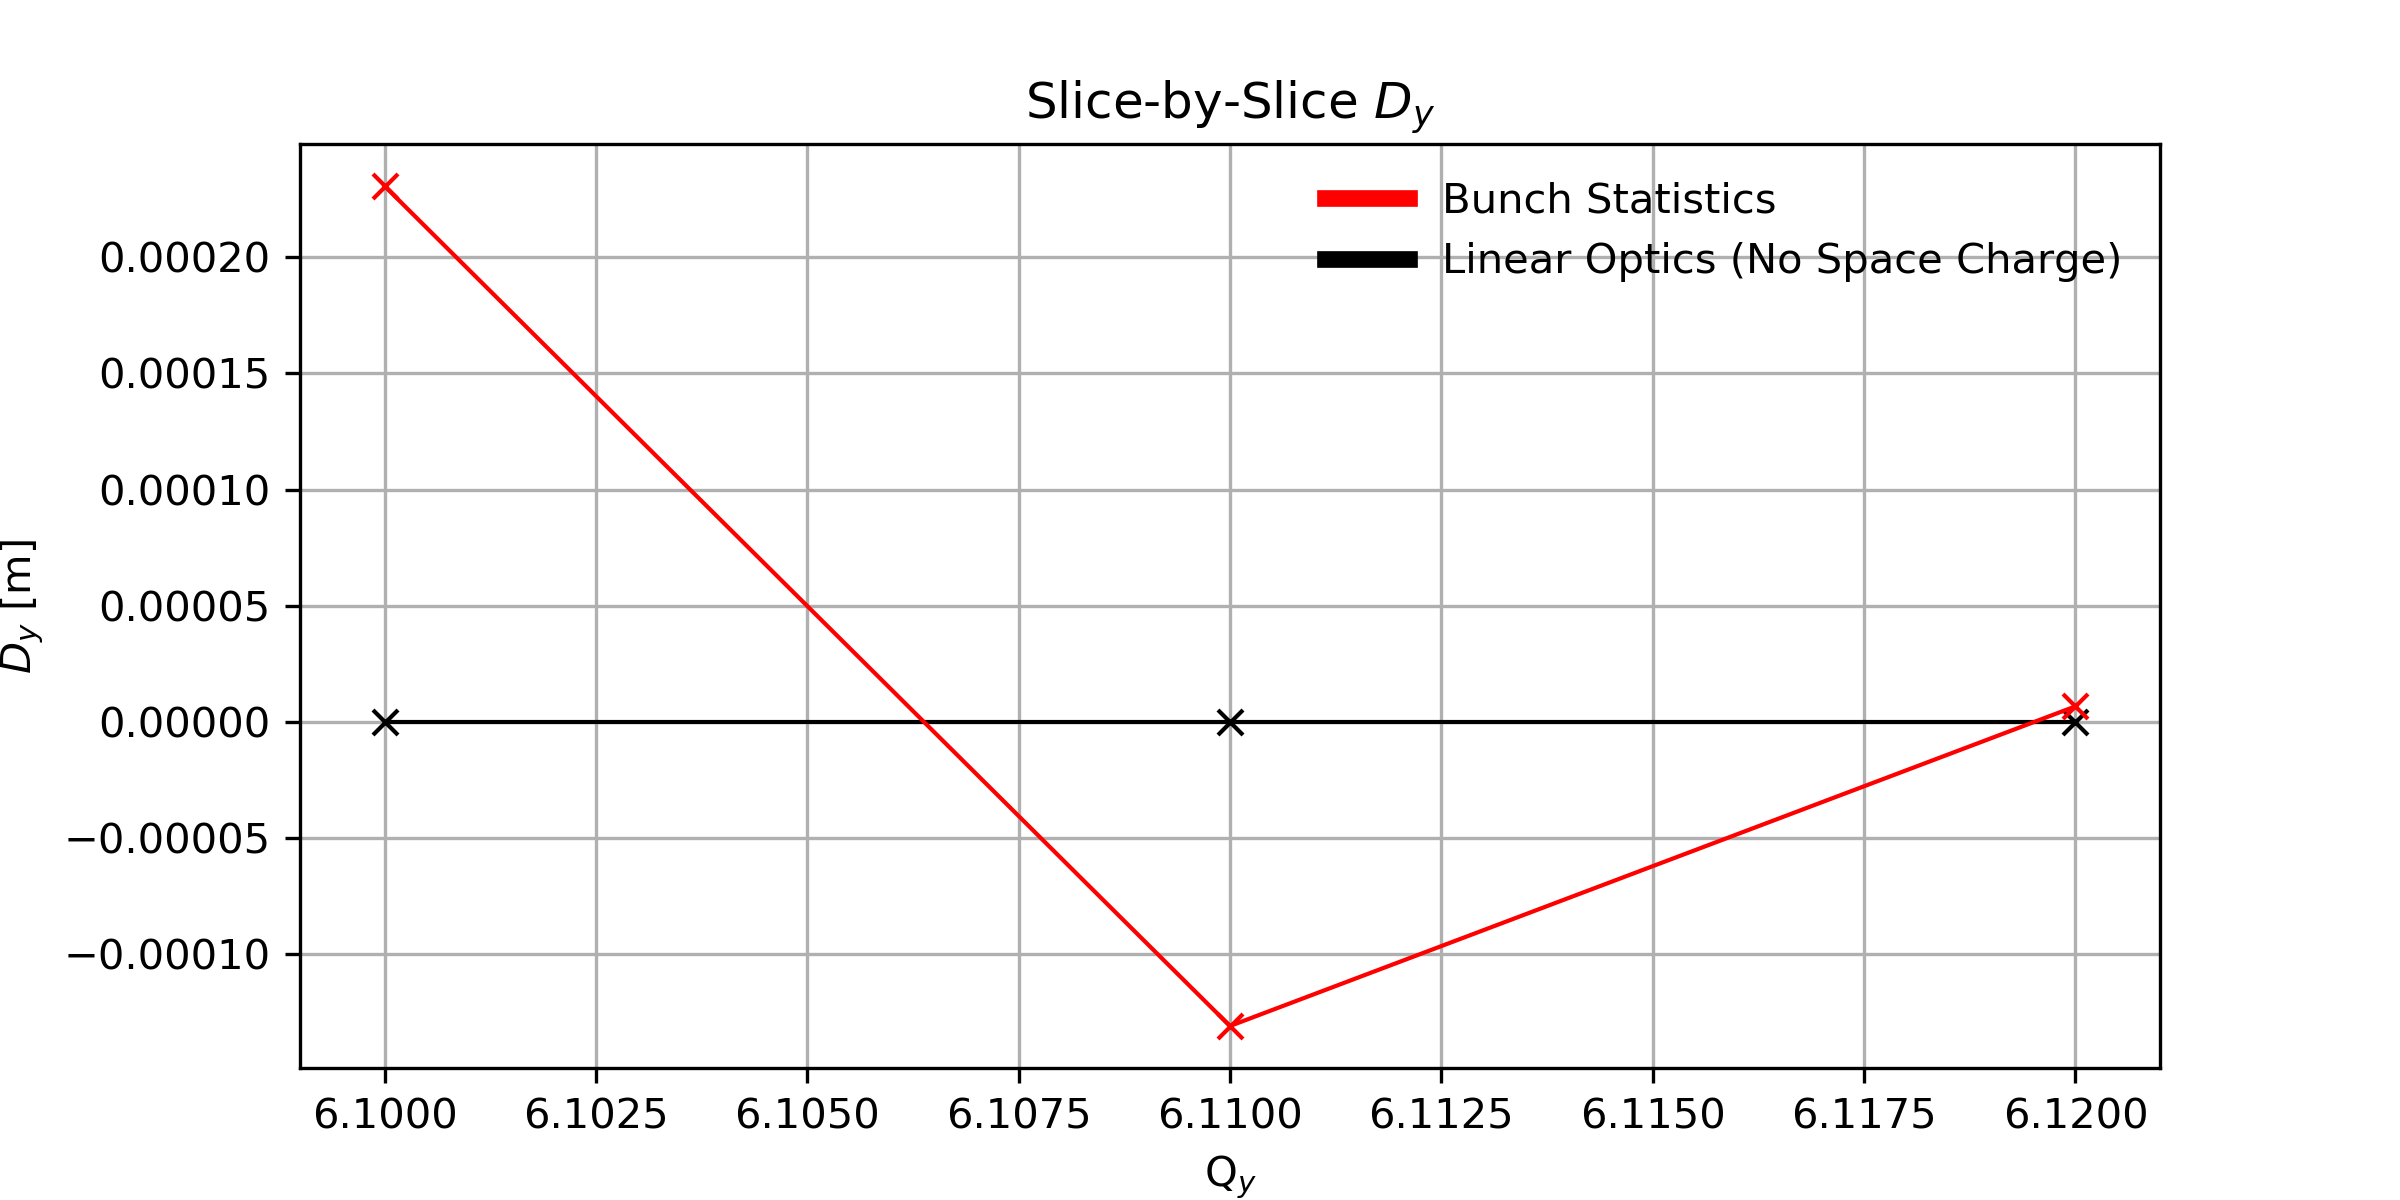 Slice-by-Slice D_y
Bunch Statistics
Linear Optics (No Space Charge)
D_y [m]
0.00020
0.00015
0.00010
0.00005
0.00000
−0.00005
−0.00010
6.1000 6.1025 6.1050 6.1075 6.1100 6.1125 6.1150 6.1175 6.1200
Q_y